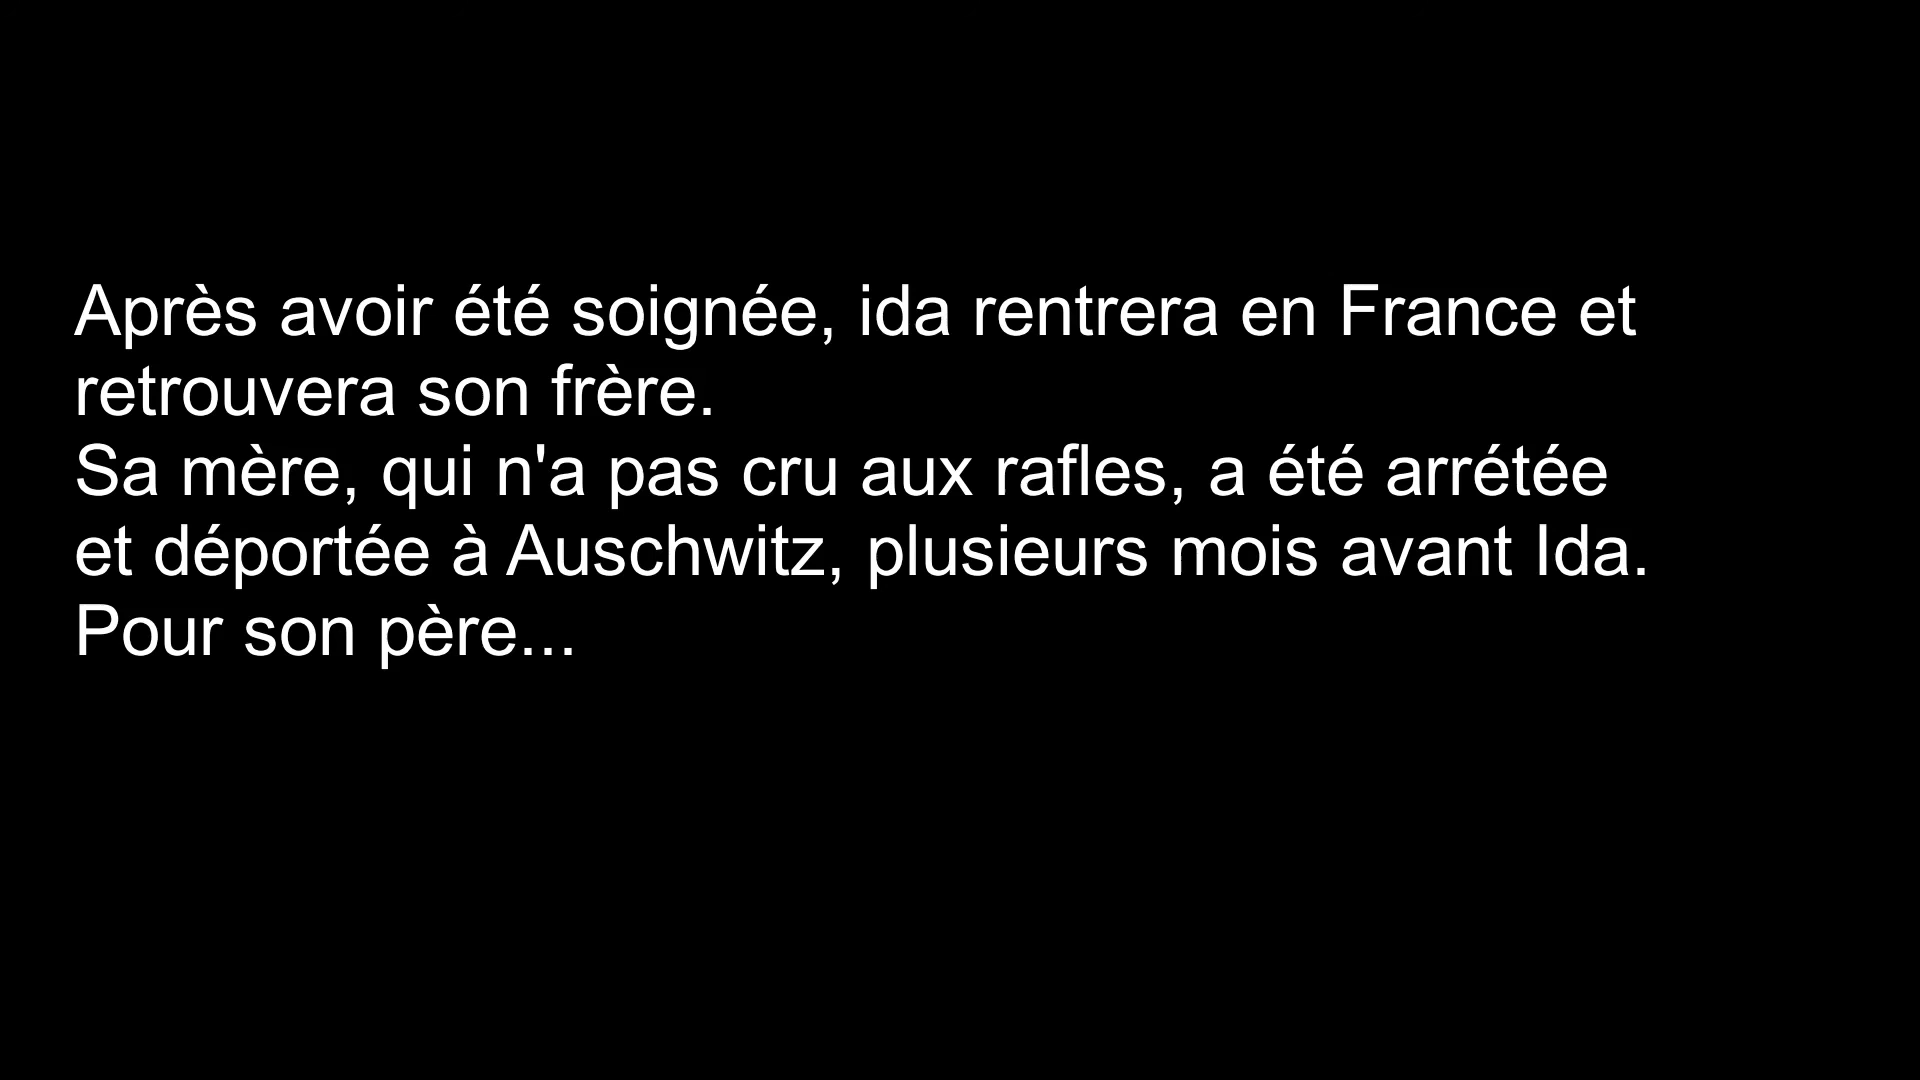 Après avoir été soignée, ida rentrera en France et
retrouvera son frère.
Sa mère, qui n'a pas cru aux rafles, a été arrétée
et déportée à Auschwitz, plusieurs mois avant Ida.
Pour son père...